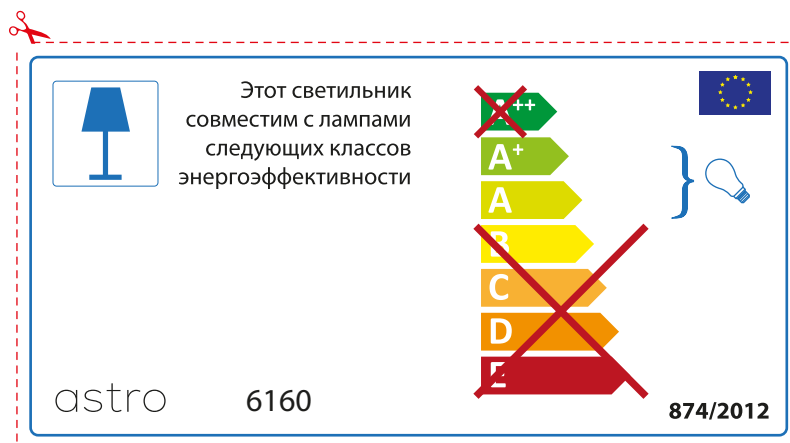 Этот светильник
совместим с лампами
следующих классов
энергоэффективности
A++
A+
A
B
C
D
E
astro
6160
874/2012